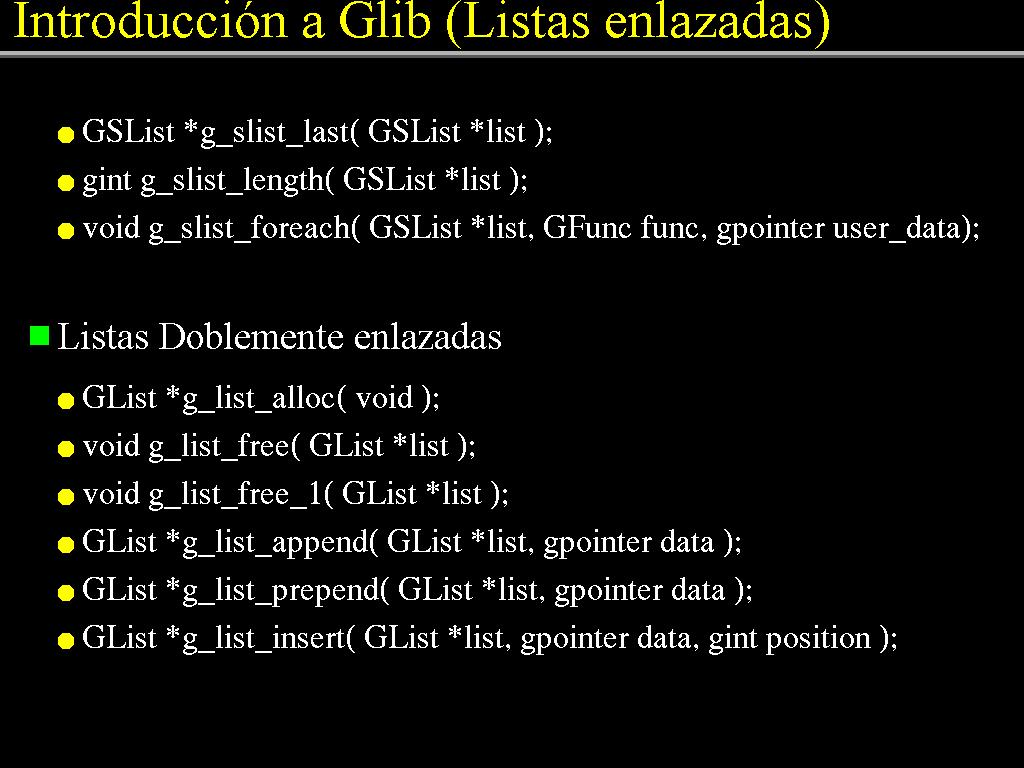 Introducción a Glib (Listas enlazadas)
GSList *g_slist_last( GSList *list );
gint g_slist_length( GSList *list );
void g_slist_foreach( GSList *list, GFunc func, gpointer user_data);
Listas Doblemente enlazadas
GList *g_list_alloc( void );
void g_list_free( GList *list );
void g_list_free_1( GList *list );
GList *g_list_append( GList *list, gpointer data );
GList *g_list_prepend( GList *list, gpointer data );
GList *g_list_insert( GList *list, gpointer data, gint position );